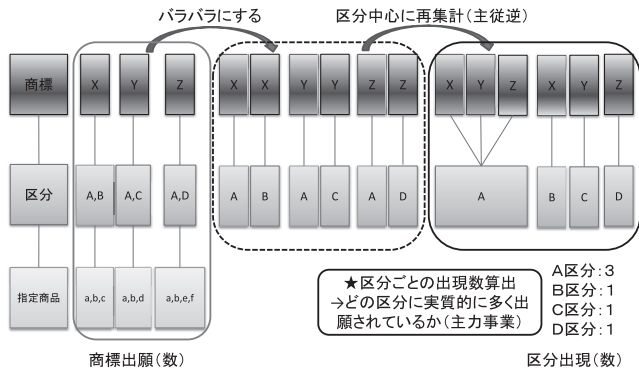 バラバラにする
区分中心に再集計（主従逆）
商標
X
Y
Z
X
X
Y
Y
Z
Z
X
Y
Z
X
Y
Z
区分
A,B
A,C
A,D
A
B
A
C
A
D
A
B
C
D
指定商品
a,b,c
a,b,d
a,b,e,f
★区分ごとの出現数算出
→どの区分に実質的に多く出
願されているか（主力事業）
A区分：3
B区分：1
C区分：1
D区分：1
商標出願（数）
区分出現（数）